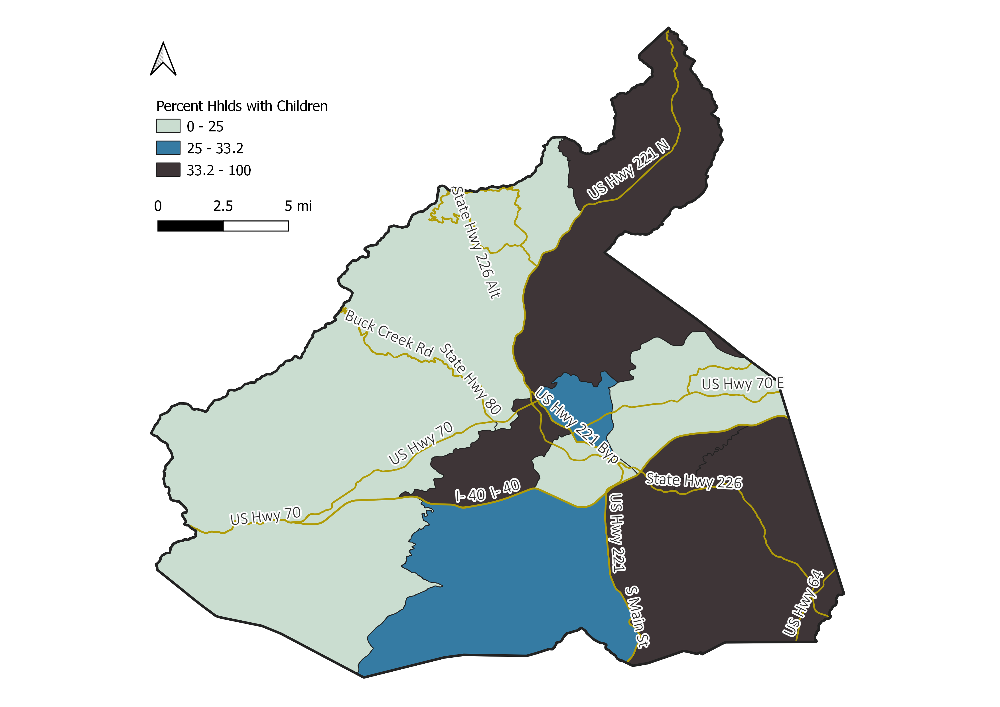 Percent Hhlds with Children
0 - 25
25 - 33.2
33.2 - 100
0 2.5 5 mi
US Hwy 221 N
State Hwy 226 Alt
Buck Creek Rd
State Hwy 80
US Hwy 70 E
US Hwy 221 Byp
US Hwy 70
State Hwy 226
I- 40 I- 40
US Hwy 70
US Hwy 221
US Hwy 64
S Main St